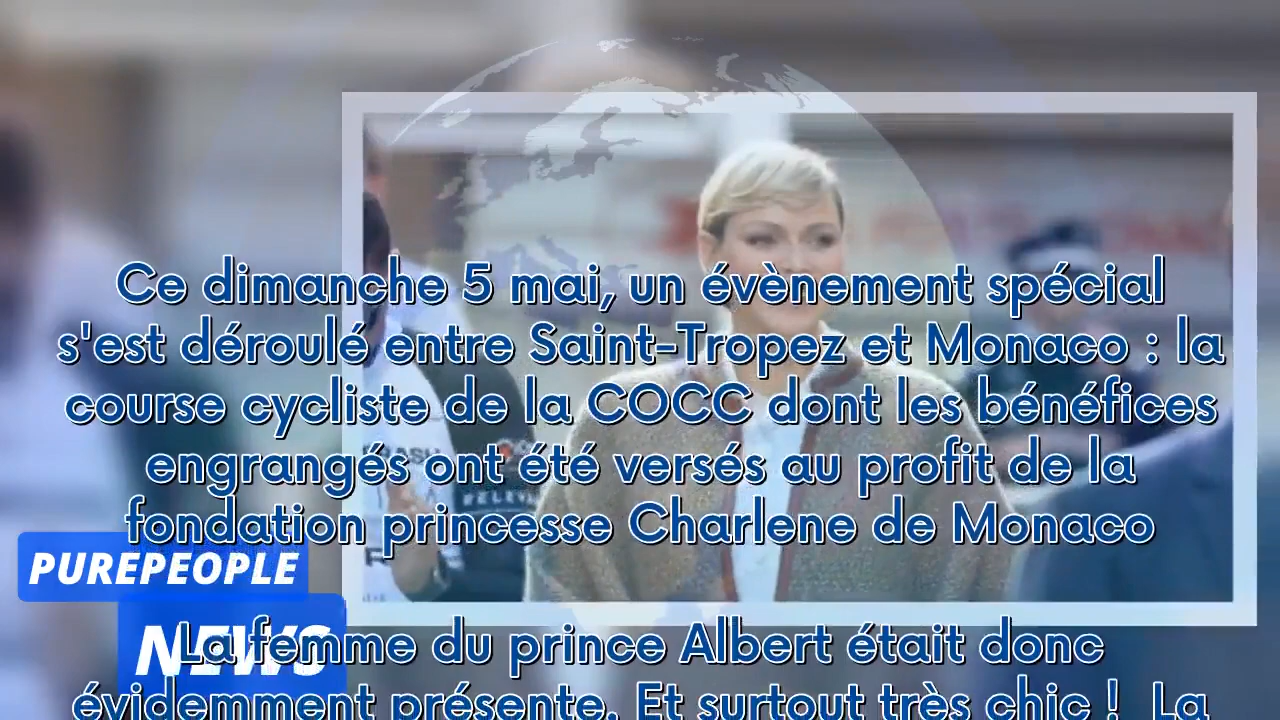 Ce dimanche 5 mai, un évènement spécial
s'est déroulé entre Saint-Tropez et Monaco : la
course cycliste de la COCC dont les bénéfices
engrangés ont été versés au profit de la
fondation princesse Charlene de Monaco
PUREPEOPLE
NEWS
La femme du prince Albert était donc
évidemment présente. Et surtout très chic ! La